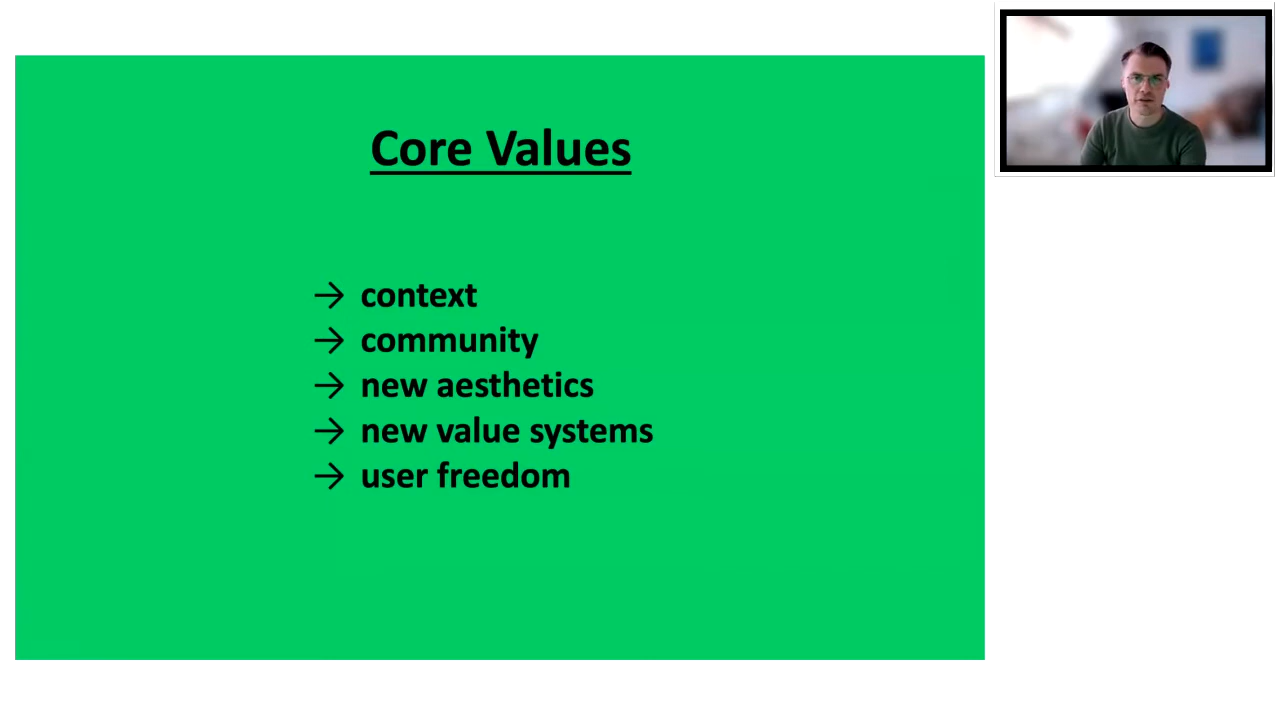 Core Values
→ context
→ community
→ new aesthetics
→ new value systems
→ user freedom